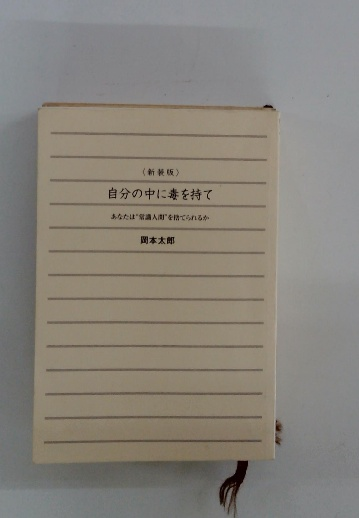 〈新装版〉
自分の中に毒を持て
あなたは“常識人間”を捨てられるか
岡本太郎